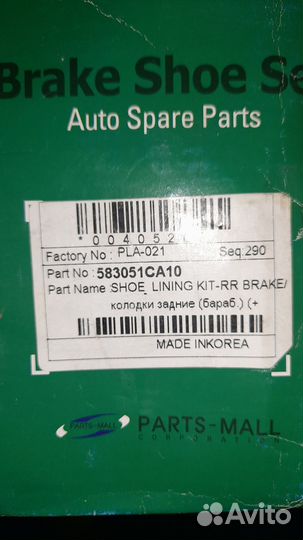 Brake Shoe Se
Auto Spare Parts
*004052
Factory No : PLA-021 Seq:290
Part No : 583051CA10
Part Name :SHOE_ LINING KIT-RR BRAKE/
колодки задние (бараб.) (+
MADE INKOREA
PARTS-MALL
PARTS-MALL
CORPORATION
Avito